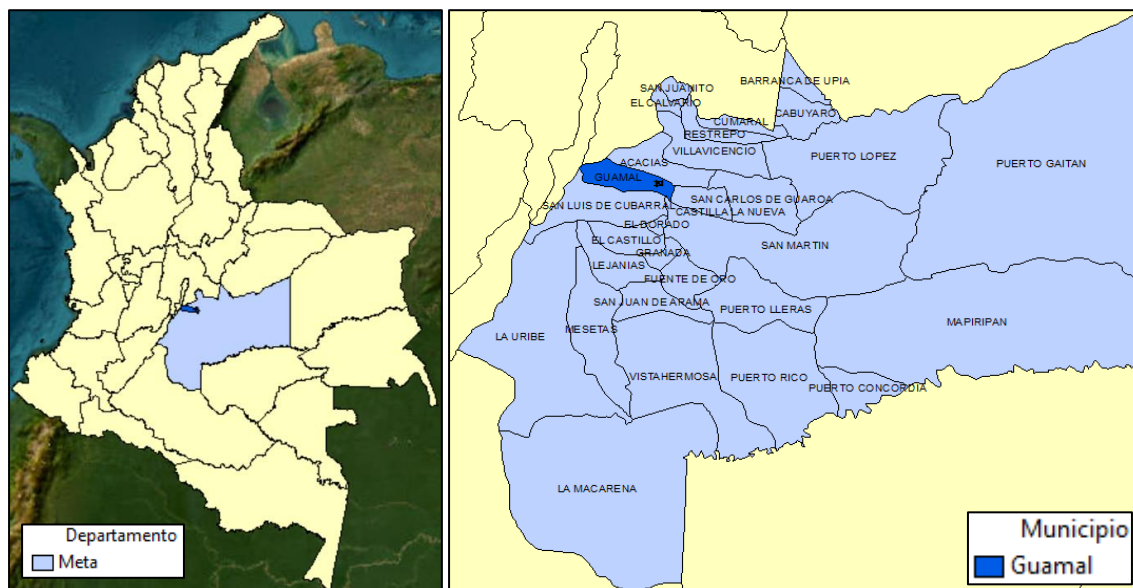 Departamento
Meta
BARRANCA DE UPIA
SAN JUANITO
EL CALVARIO
CABUYARO
CUMARAL
RESTREPO
VILLAVICENCIO
PUERTO LOPEZ
PUERTO GAITAN
ACACIAS
GUAMAL
SAN CARLOS DE GUAROA
SAN LUIS DE CUBARRAL
CASTILLA LA NUEVA
EL DORADO
EL CASTILLO
SAN MARTIN
GRANADA
LEJANIAS
FUENTE DE ORO
SAN JUAN DE ARAMA
PUERTO LLERAS
MAPIRIPAN
MESETAS
LA URIBE
VISTAHERMOSA
PUERTO RICO
PUERTO CONCORDIA
LA MACARENA
Municipio
Guamal